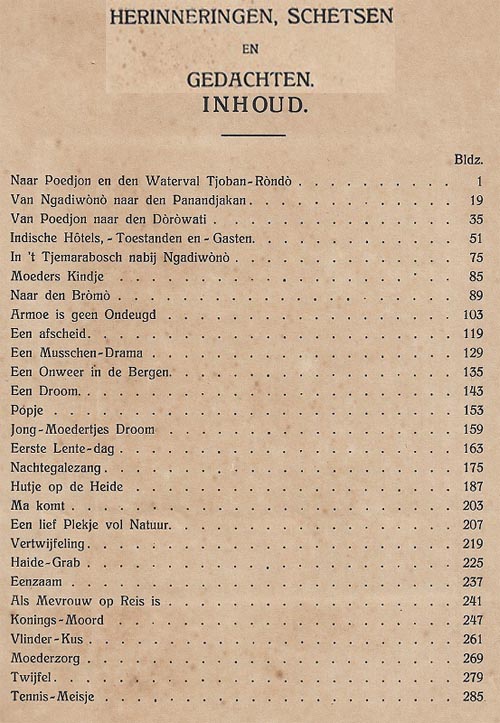 HERINNERINGEN, SCHETSEN
EN
GEDACHTEN.
INHOUD.
Bldz.
Naar Poedjon en den Waterval Tjoban-Ròndò . . . . . . . . . 1
Van Ngadiwònò naar den Panandjakan . . . . . . . . . . . 19
Van Poedjon naar den Dòròwati . . . . . . . . . . . . . 35
Indische Hôtels, - Toestanden en - Gasten. . . . . . . . . . . 51
In 't Tjemarabosch nabij Ngadiwònò . . . . . . . . . . . . 75
Moeders Kindje . . . . . . . . . . . . . . . . 85
Naar den Bròmò . . . . . . . . . . . . . . . . 89
Armoe is geen Ondeugd . . . . . . . . . . . . . . 103
Een afscheid. . . . . . . . . . . . . . . . . 119
Een Musschen-Drama . . . . . . . . . . . . . . 129
Een Onweer in de Bergen. . . . . . . . . . . . . . 135
Een Droom. . . . . . . . . . . . . . . . . . 143
Popje . . . . . . . . . . . . . . . . . . . 153
Jong-Moedertjes Droom . . . . . . . . . . . . . . 159
Eerste Lente-dag . . . . . . . . . . . . . . . . 163
Nachtegalezang. . . . . . . . . . . . . . . . . 175
Hutje op de Heide . . . . . . . . . . . . . . . 187
Ma komt . . . . . . . . . . . . . . . . . . 203
Een lief Plekje vol Natuur. . . . . . . . . . . . . . 207
Vertwijfeling. . . . . . . . . . . . . . . . . . 219
Haide-Grab . . . . . . . . . . . . . . . . . 225
Eenzaam . . . . . . . . . . . . . . . . . . 237
Als Mevrouw op Reis is . . . . . . . . . . . . . . 241
Konings-Moord . . . . . . . . . . . . . . . . 247
Vlinder-Kus . . . . . . . . . . . . . . . . . 261
Moederzorg . . . . . . . . . . . . . . . . . 269
Twijfel. . . . . . . . . . . . . . . . . . . 279
Tennis-Meisje . . . . . . . . . . . . . . . . 285